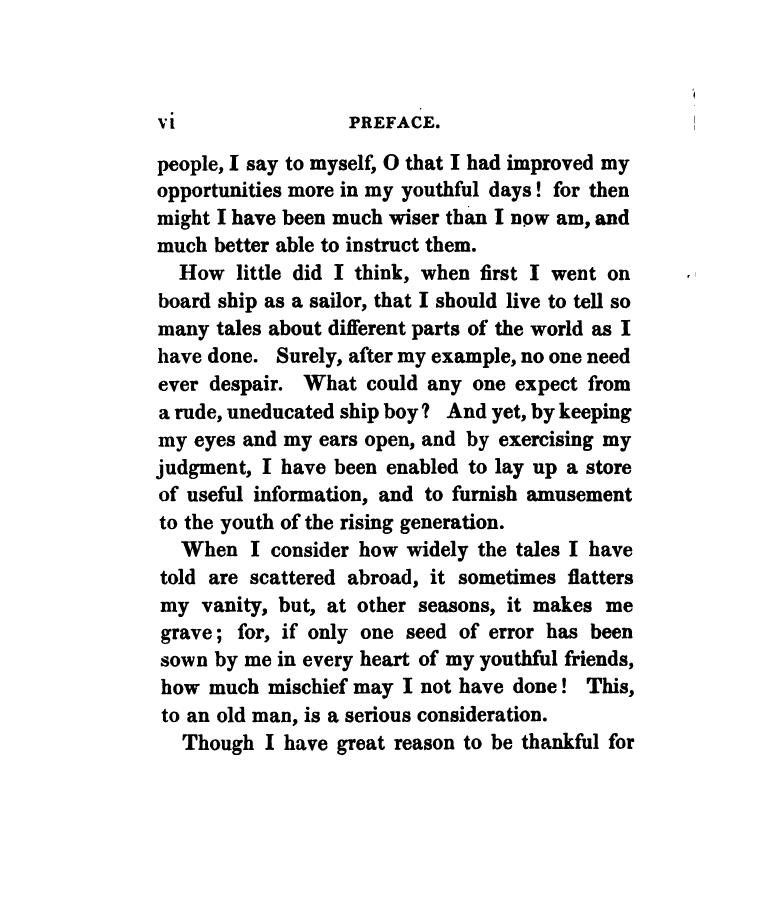 vi PREFACE.
people, I say to myself, O that I had improved my
opportunities more in my youthful days! for then
might I have been much wiser than I now am, and
much better able to instruct them.
How little did I think, when first I went on
board ship as a sailor, that I should live to tell so
many tales about different parts of the world as I
have done. Surely, after my example, no one need
ever despair. What could any one expect from
a rude, uneducated ship boy? And yet, by keeping
my eyes and my ears open, and by exercising my
judgment, I have been enabled to lay up a store
of useful information, and to furnish amusement
to the youth of the rising generation.
When I consider how widely the tales I have
told are scattered abroad, it sometimes flatters
my vanity, but, at other seasons, it makes me
grave; for, if only one seed of error has been
sown by me in every heart of my youthful friends,
how much mischief may I not have done! This,
to an old man, is a serious consideration.
Though I have great reason to be thankful for